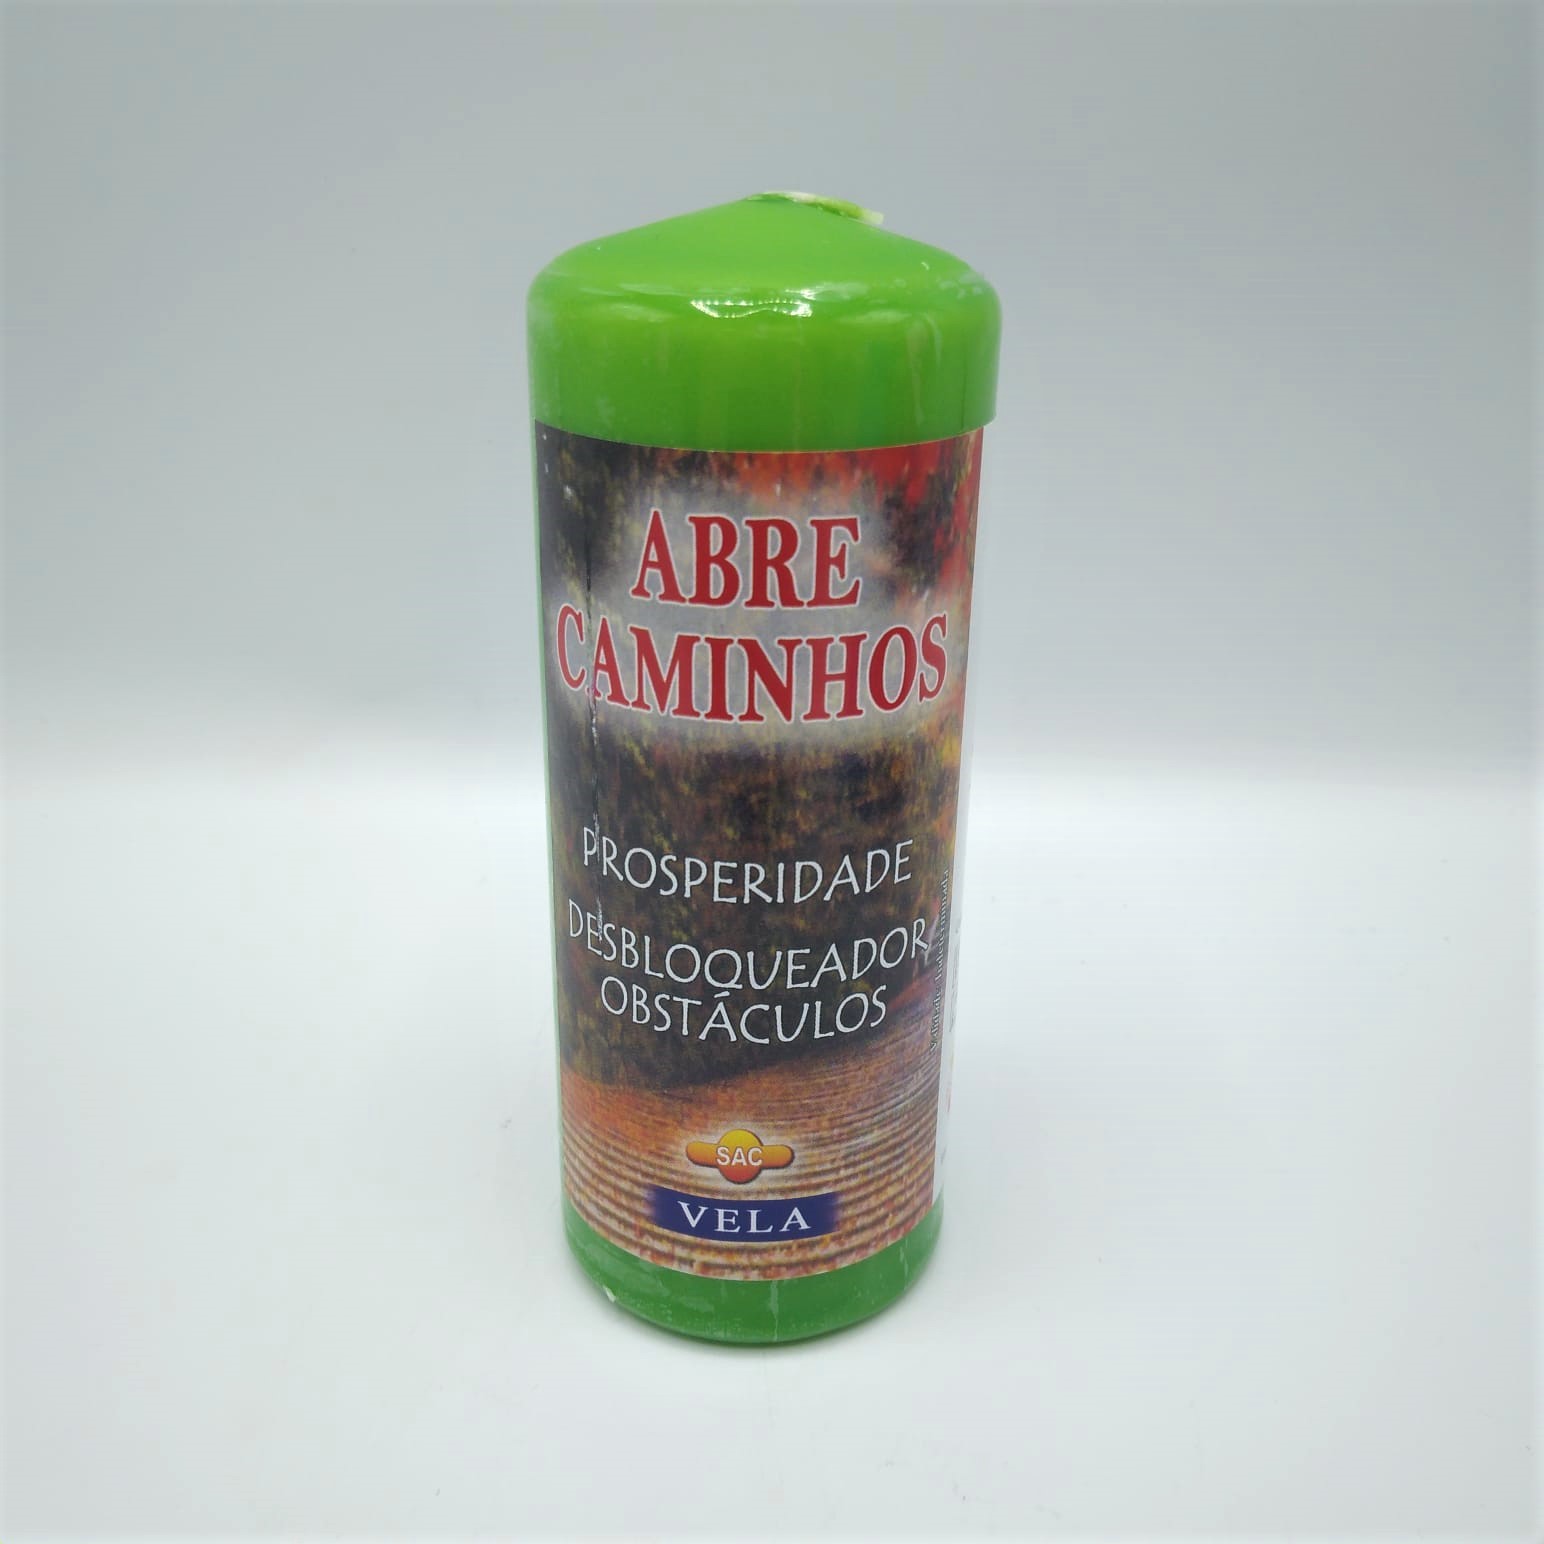 ABRE
CAMINHOS
PROSPERIDADE
DESBLOQUEADOR
OBSTÁCULOS
SAC
VELA